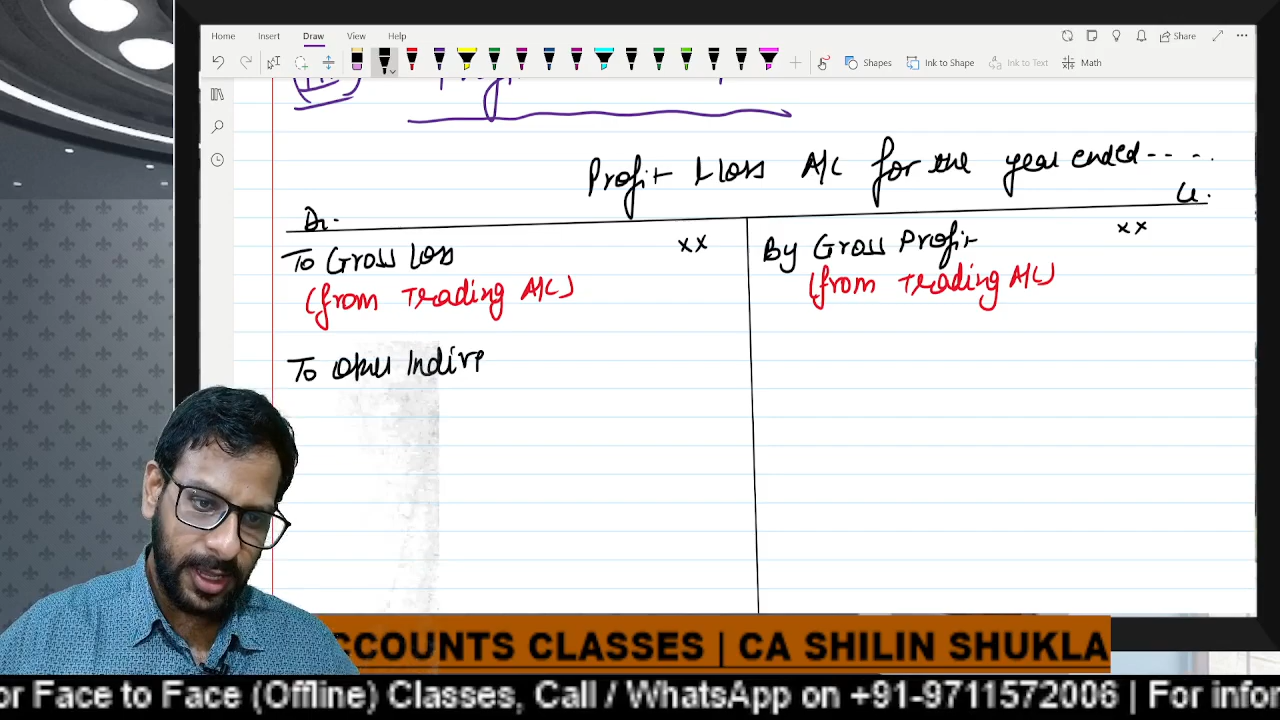 Home Insert Draw View Help
Share
Shapes Ink to Shape Ink to Text Math
Profit & Loss A/C for the year ended-- --
Dr. Cr.
To Gross Loss xx
(from Trading A/C)
By Gross Profit xx
(from Trading A/C)
To Other Indire
CCOUNTS CLASSES | CA SHILIN SHUKLA
or Face to Face (Offline) Classes, Call / WhatsApp on +91-9711572006 | For infor